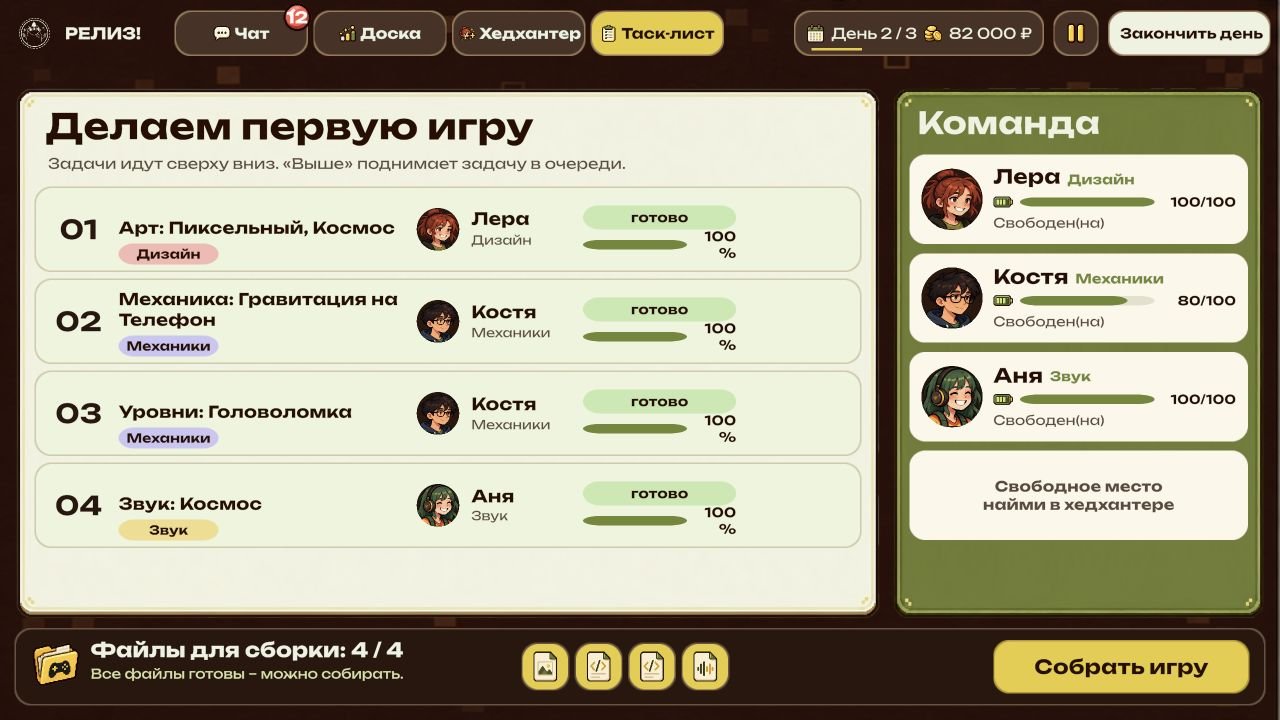 РЕЛИЗ!
Чат
12
Доска
Хедхантер
Таск-лист
День 2 / 3
82 000 ₽
Закончить день
Делаем первую игру
Задачи идут сверху вниз. «Выше» поднимает задачу в очереди.
01
Арт: Пиксельный, Космос
Дизайн
Лера
Дизайн
готово
100
%
02
Механика: Гравитация на
Телефон
Механики
Костя
Механики
готово
100
%
03
Уровни: Головоломка
Механики
Костя
Механики
готово
100
%
04
Звук: Космос
Звук
Аня
Звук
готово
100
%
Команда
Лера Дизайн
100/100
Свободен(на)
Костя Механики
80/100
Свободен(на)
Аня Звук
100/100
Свободен(на)
Свободное место
найми в хедхантере
Файлы для сборки: 4 / 4
Все файлы готовы – можно собирать.
Собрать игру